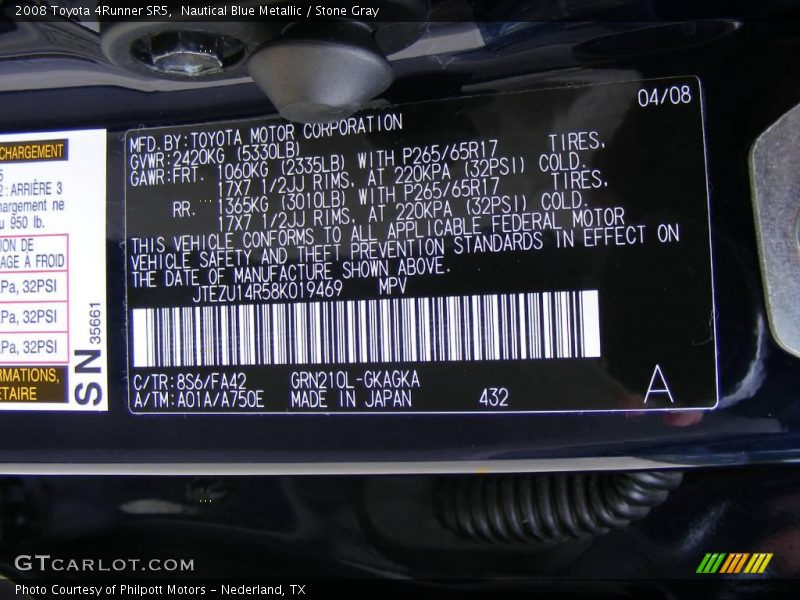 2008 Toyota 4Runner SR5,  Nautical Blue Metallic / Stone Gray
CHARGEMENT
5
2: ARRIÈRE 3
hargement ne
u 950 lb.
ION DE
AGE À FROID
Pa, 32PSI
Pa, 32PSI
Pa, 32PSI
RMATIONS,
ETAIRE
SN 35661
04/08
MFD. BY: TOYOTA MOTOR CORPORATION
GVWR: 2420KG (5330LB)
GAWR: FRT. 1060KG (2335LB) WITH P265/65R17 TIRES,
17X7 1/2JJ RIMS, AT 220KPA (32PSI) COLD.
RR. 1365KG (3010LB) WITH P265/65R17 TIRES,
17X7 1/2JJ RIMS, AT 220KPA (32PSI) COLD.
THIS VEHICLE CONFORMS TO ALL APPLICABLE FEDERAL MOTOR
VEHICLE SAFETY AND THEFT PREVENTION STANDARDS IN EFFECT ON
THE DATE OF MANUFACTURE SHOWN ABOVE.
JTEZU14R58K019469 MPV
C/TR: 8S6/FA42 GRN210L-GKAGKA
A/TM: A01A/A750E MADE IN JAPAN 432
A
GTCARLOT.COM
Photo Courtesy of Philpott Motors - Nederland, TX